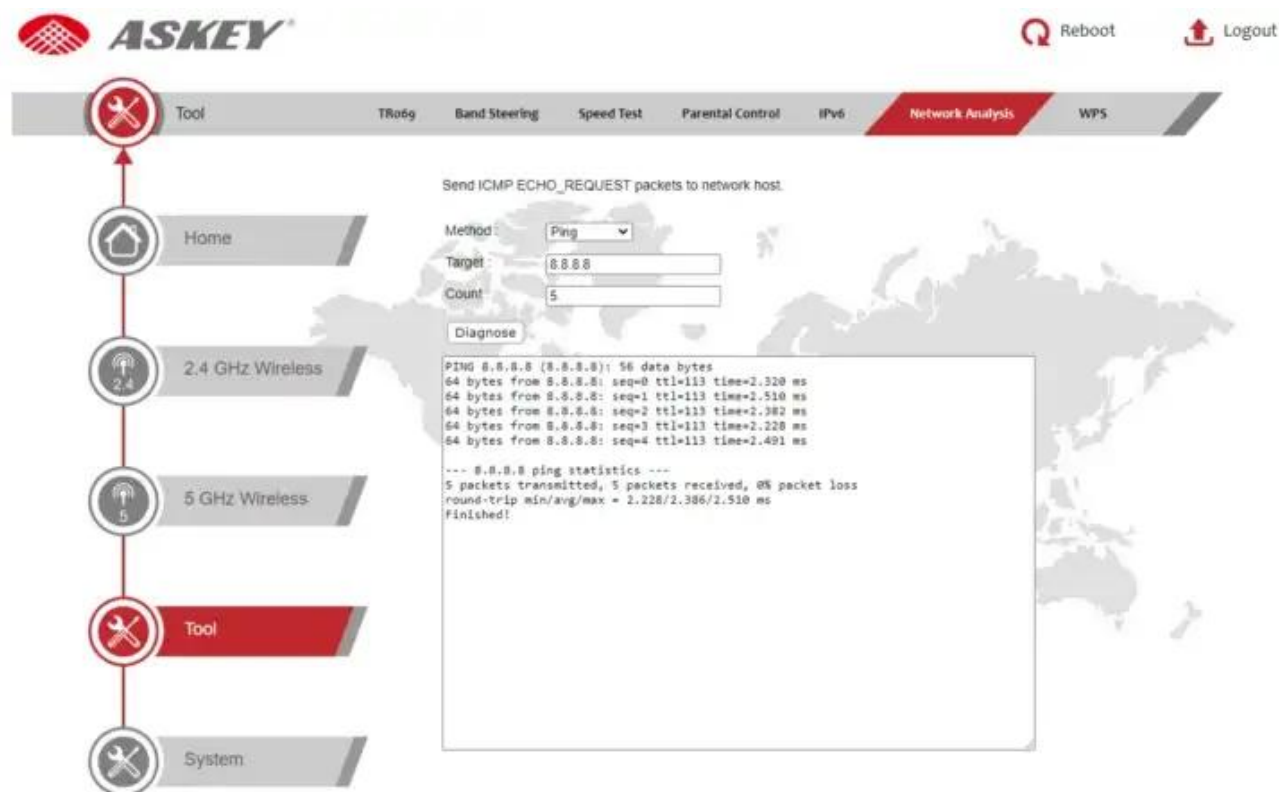 ASKEY
Reboot
Logout
Tool
TR069
Band Steering
Speed Test
Parental Control
IPv6
Network Analysis
WPS
Send ICMP ECHO_REQUEST packets to network host.
Home
Method :
Ping
Target :
8.8.8.8
Count :
5
Diagnose
2.4
2.4 GHz Wireless
PING 8.8.8.8 (8.8.8.8): 56 data bytes
64 bytes from 8.8.8.8: seq=0 ttl=113 time=2.320 ms
64 bytes from 8.8.8.8: seq=1 ttl=113 time=2.510 ms
64 bytes from 8.8.8.8: seq=2 ttl=113 time=2.382 ms
64 bytes from 8.8.8.8: seq=3 ttl=113 time=2.228 ms
64 bytes from 8.8.8.8: seq=4 ttl=113 time=2.491 ms
--- 8.8.8.8 ping statistics ---
5 packets transmitted, 5 packets received, 0% packet loss
round-trip min/avg/max = 2.228/2.386/2.510 ms
Finished!
5
5 GHz Wireless
Tool
System